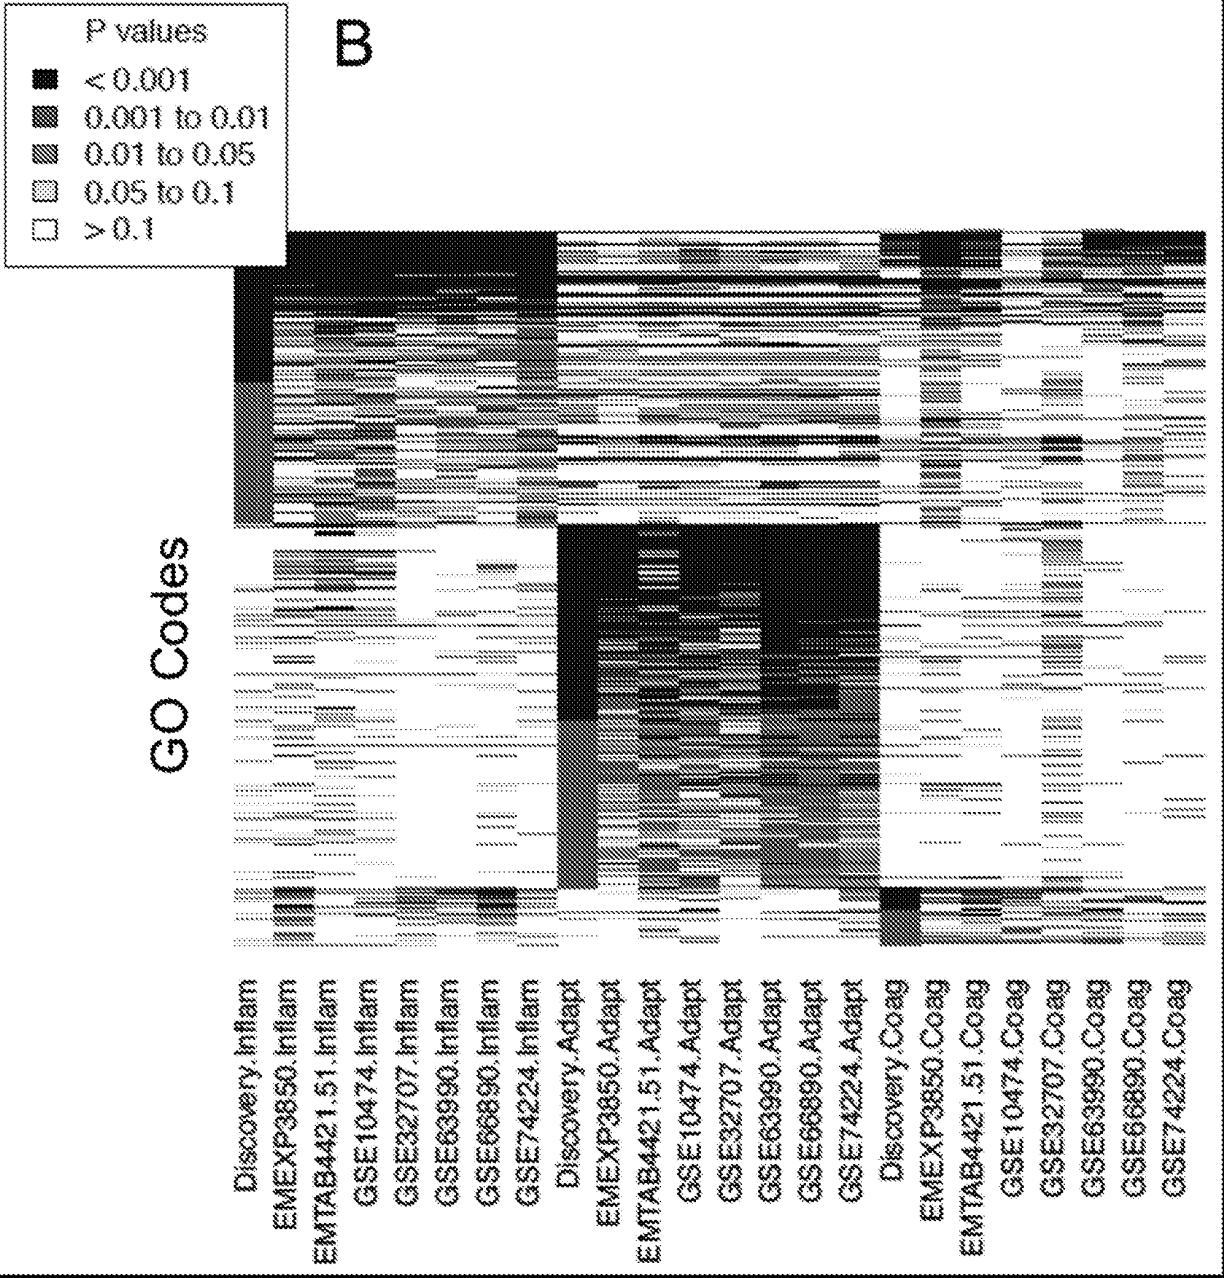 P values
B
< 0.001
0.001 to 0.01
0.01 to 0.05
0.05 to 0.1
> 0.1
GO Codes
Discovery.Inflam
EMEXP3850.Inflam
EMTAB4421.51.Inflam
GSE10474.Inflam
GSE32707.Inflam
GSE63990.Inflam
GSE66890.Inflam
GSE74224.Inflam
Discovery.Adapt
EMEXP3850.Adapt
EMTAB4421.51.Adapt
GSE10474.Adapt
GSE32707.Adapt
GSE63990.Adapt
GSE66890.Adapt
GSE74224.Adapt
Discovery.Coag
EMEXP3850.Coag
EMTAB4421.51.Coag
GSE10474.Coag
GSE32707.Coag
GSE63990.Coag
GSE66890.Coag
GSE74224.Coag